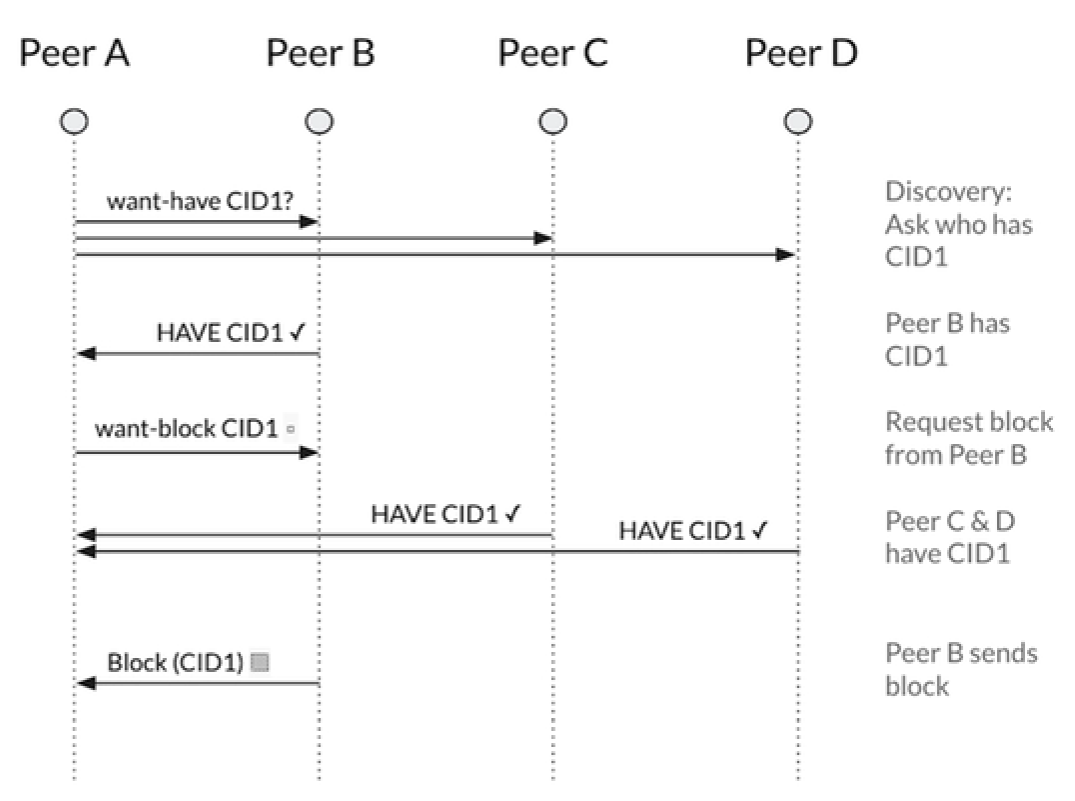 Peer A Peer B Peer C Peer D
want-have CID1?
Discovery:
Ask who has
CID1
HAVE CID1 ✓
Peer B has
CID1
want-block CID1
Request block
from Peer B
HAVE CID1 ✓
HAVE CID1 ✓
Peer C & D
have CID1
Block (CID1)
Peer B sends
block